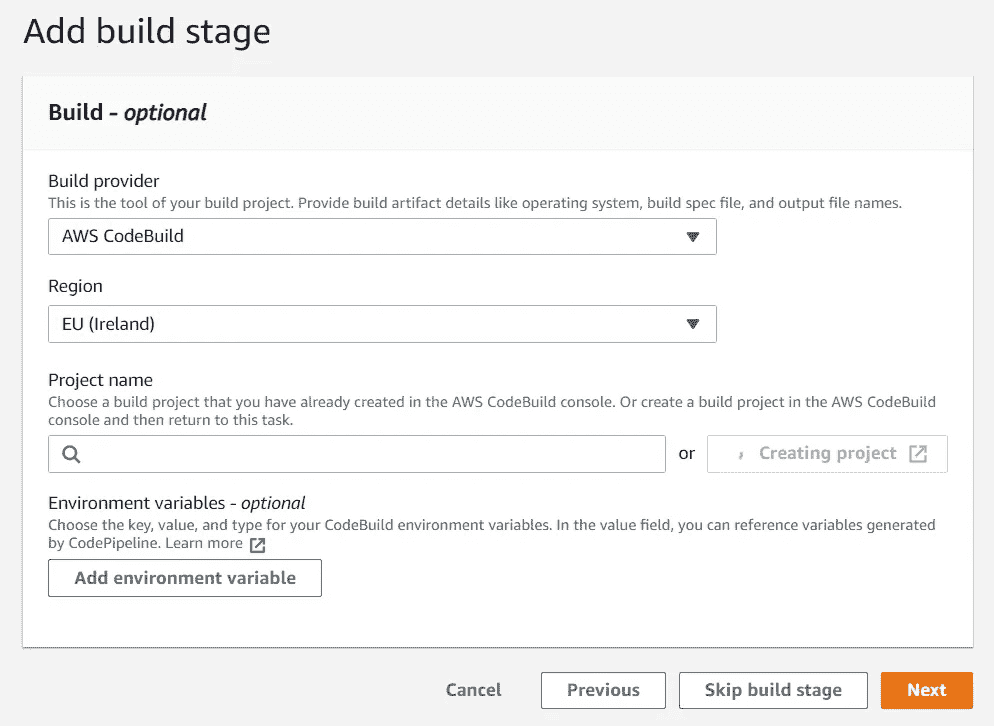 Add build stage
Build - optional
Build provider
This is the tool of your build project. Provide build artifact details like operating system, build spec file, and output file names.
AWS CodeBuild
Region
EU (Ireland)
Project name
Choose a build project that you have already created in the AWS CodeBuild console. Or create a build project in the AWS CodeBuild
console and then return to this task.
or
Creating project
Environment variables - optional
Choose the key, value, and type for your CodeBuild environment variables. In the value field, you can reference variables generated
by CodePipeline. Learn more
Add environment variable
Cancel
Previous
Skip build stage
Next